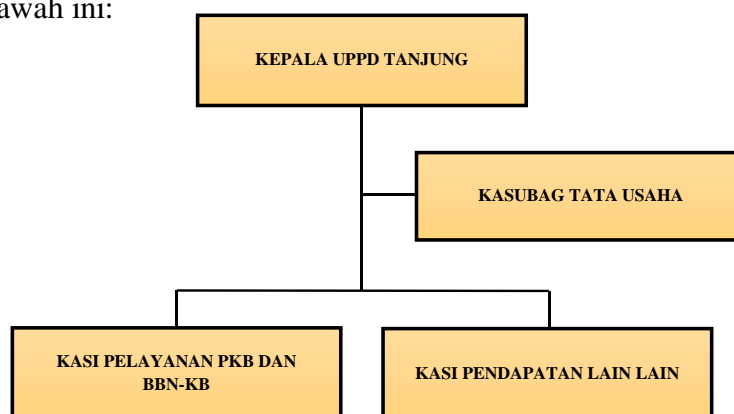 awah ini:
KEPALA UPPD TANJUNG
KASUBAG TATA USAHA
KASI PELAYANAN PKB DAN
BBN-KB
KASI PENDAPATAN LAIN LAIN